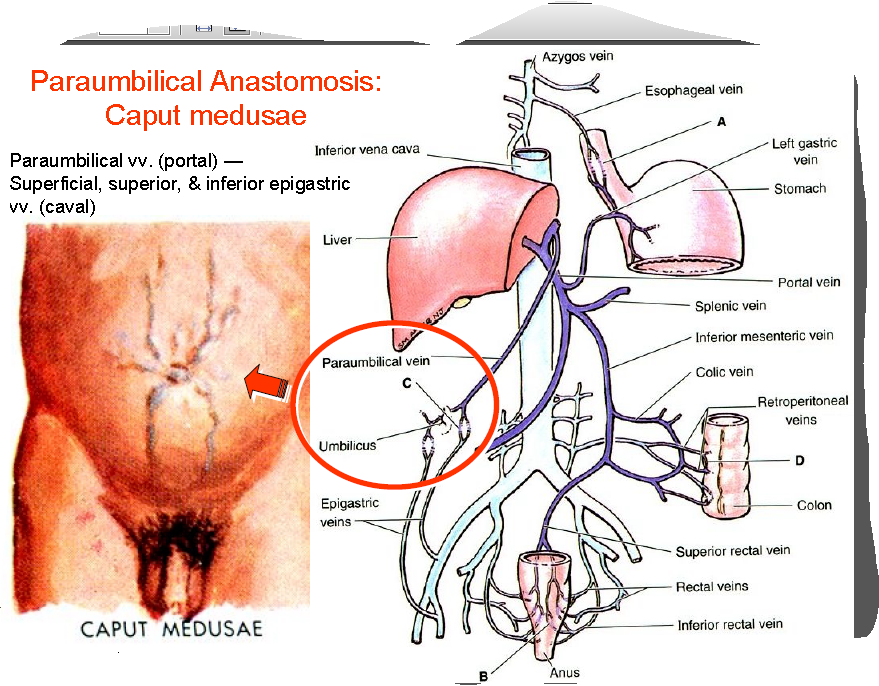 Paraumbilical Anastomosis:
Caput medusae
Paraumbilical vv. (portal) —
Superficial, superior, & inferior epigastric
vv. (caval)
CAPUT MEDUSAE
Azygos vein
Esophageal vein
A
Inferior vena cava
Left gastric
vein
Stomach
Liver
Portal vein
Splenic vein
Inferior mesenteric vein
Paraumbilical vein
Colic vein
C
Retroperitoneal
veins
Umbilicus
D
Epigastric
veins
Colon
Superior rectal vein
Rectal veins
Inferior rectal vein
B
Anus